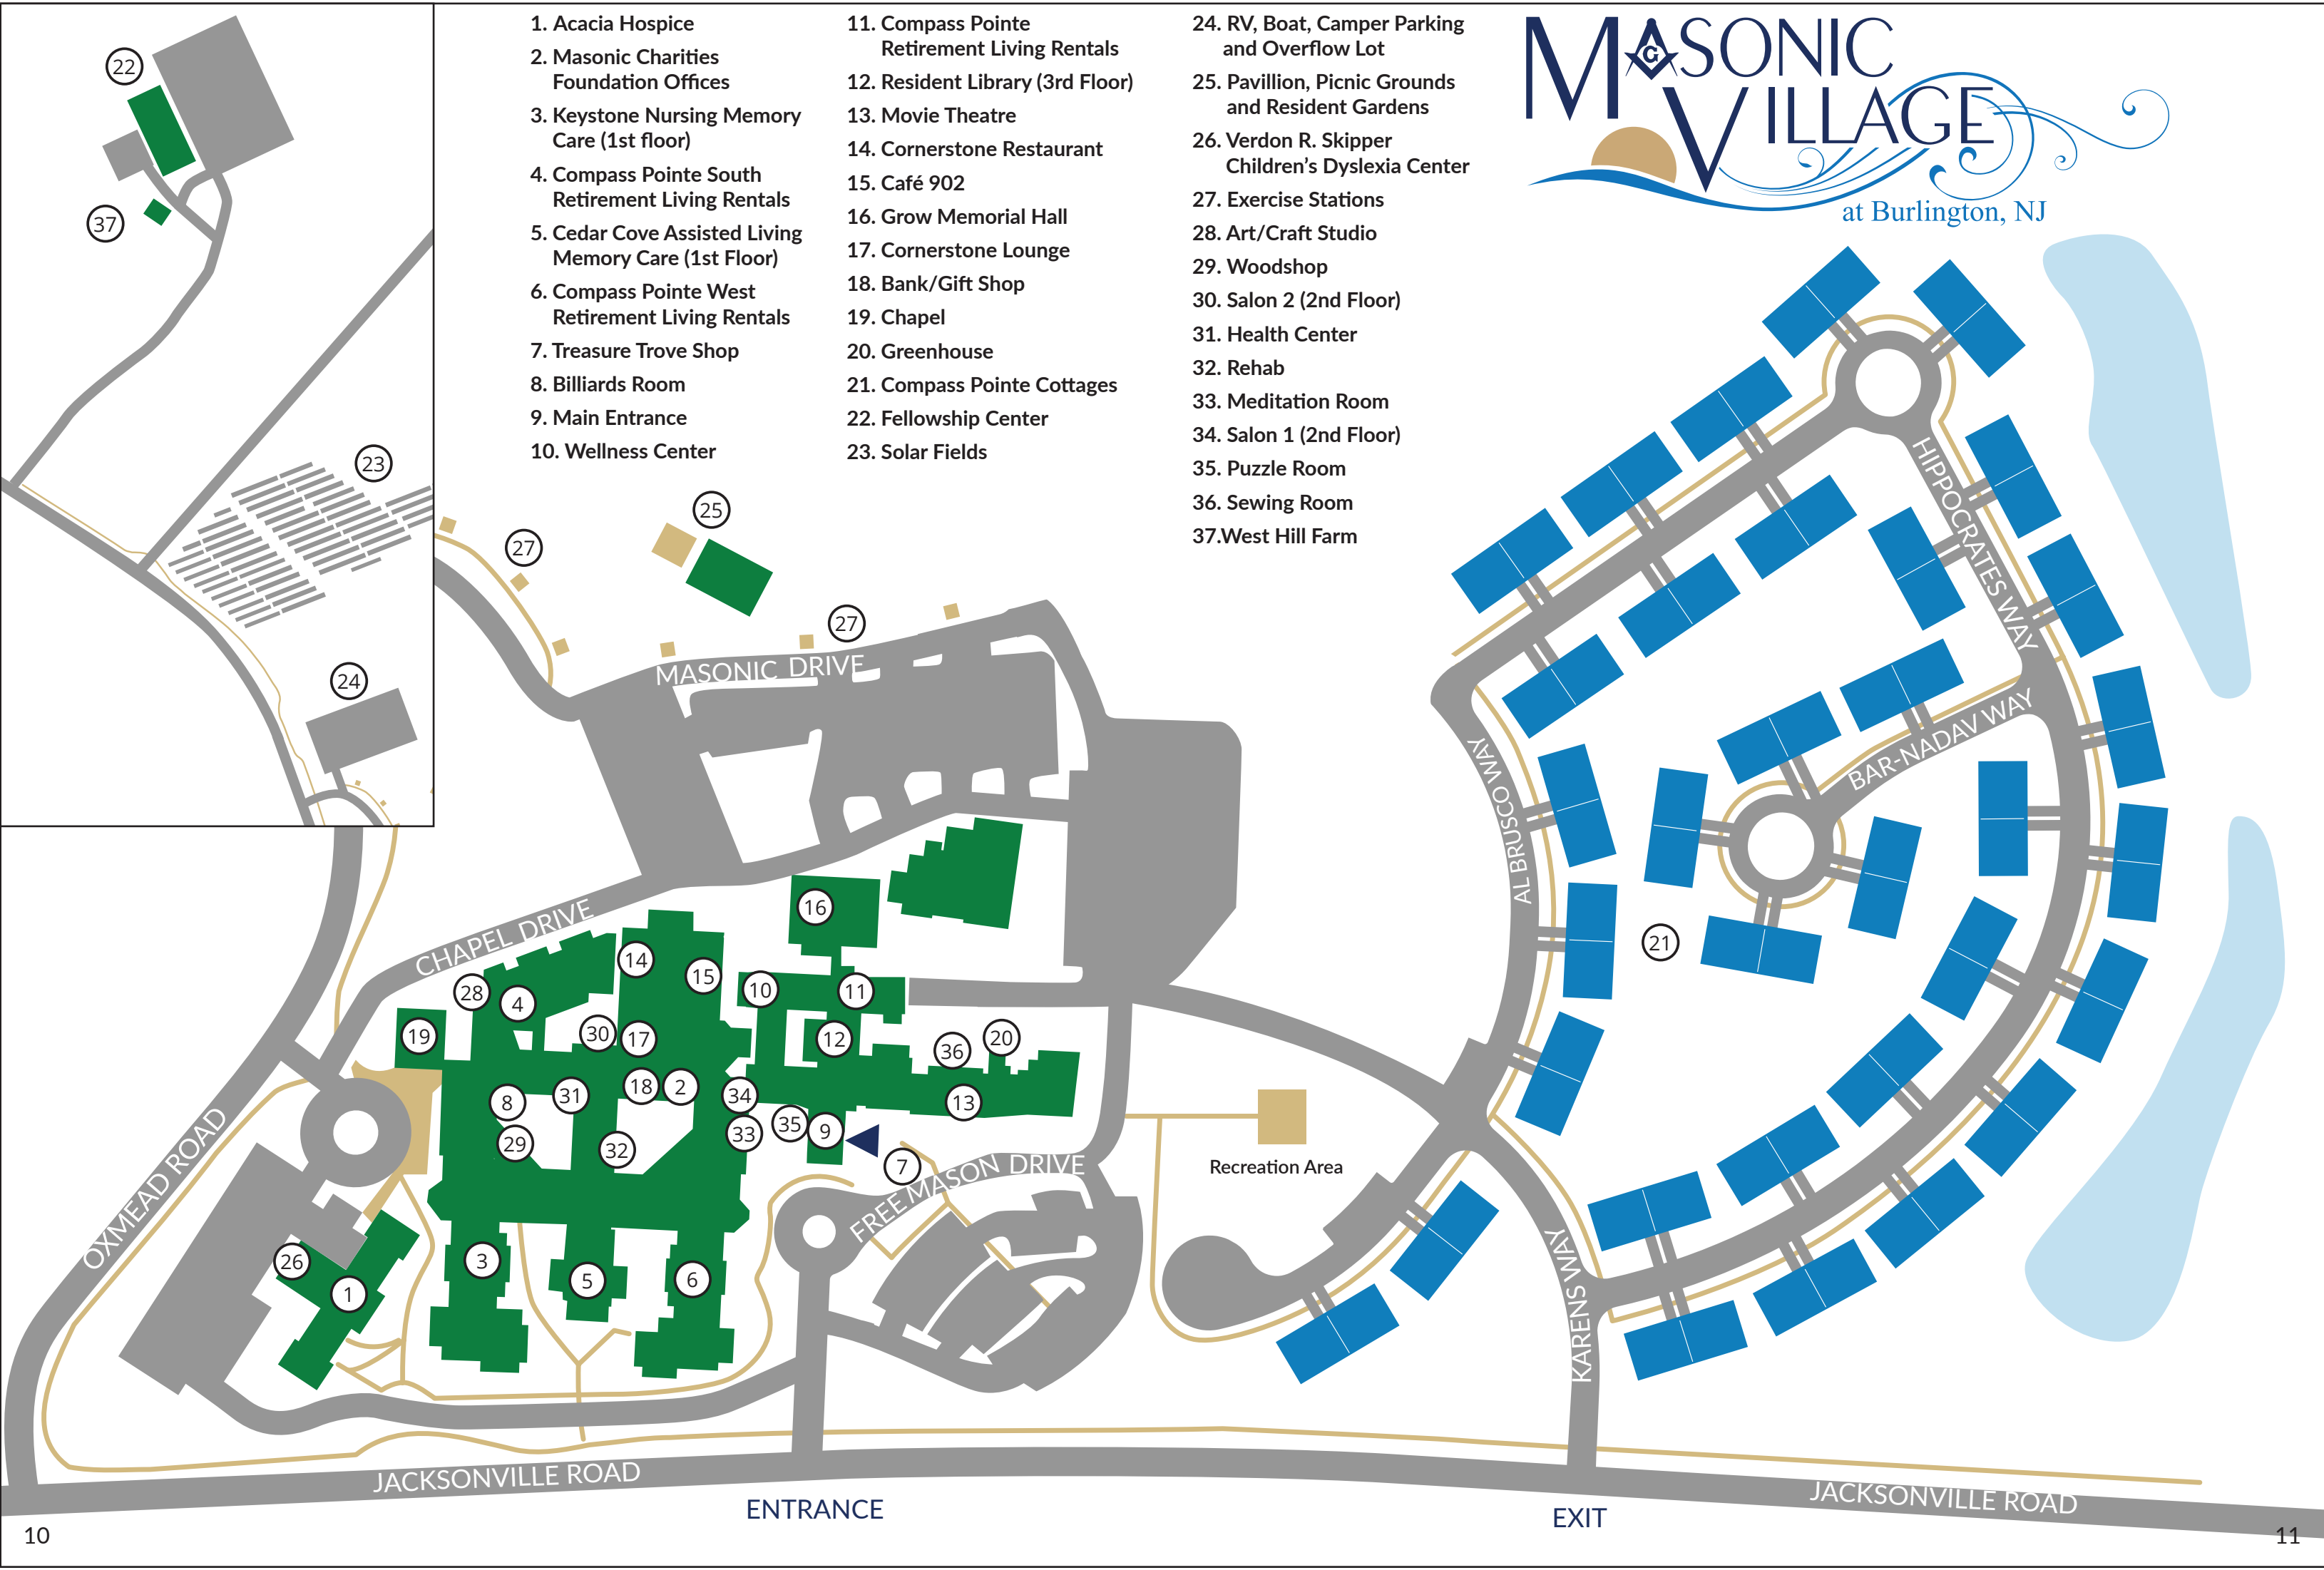 1. Acacia Hospice
2. Masonic Charities
Foundation Offices
3. Keystone Nursing Memory
Care (1st floor)
4. Compass Pointe South
Retirement Living Rentals
5. Cedar Cove Assisted Living
Memory Care (1st Floor)
6. Compass Pointe West
Retirement Living Rentals
7. Treasure Trove Shop
8. Billiards Room
9. Main Entrance
10. Wellness Center
11. Compass Pointe
Retirement Living Rentals
12. Resident Library (3rd Floor)
13. Movie Theatre
14. Cornerstone Restaurant
15. Café 902
16. Grow Memorial Hall
17. Cornerstone Lounge
18. Bank/Gift Shop
19. Chapel
20. Greenhouse
21. Compass Pointe Cottages
22. Fellowship Center
23. Solar Fields
24. RV, Boat, Camper Parking
and Overflow Lot
25. Pavillion, Picnic Grounds
and Resident Gardens
26. Verdon R. Skipper
Children's Dyslexia Center
27. Exercise Stations
28. Art/Craft Studio
29. Woodshop
30. Salon 2 (2nd Floor)
31. Health Center
32. Rehab
33. Meditation Room
34. Salon 1 (2nd Floor)
35. Puzzle Room
36. Sewing Room
37.West Hill Farm
MASONIC
G
VILLAGE
at Burlington, NJ
22
37
23
24
25
27
27
MASONIC DRIVE
HIPPOCRATES WAY
BAR-NADAV WAY
AL BRUSCO WAY
21
CHAPEL DRIVE
16
14
15
28
4
10
11
19
30
17
12
36
20
8
31
18
2
34
13
29
32
33
35
9
7
FREE MASON DRIVE
Recreation Area
OXMEAD ROAD
26
1
3
5
6
KARENS WAY
JACKSONVILLE ROAD
JACKSONVILLE ROAD
ENTRANCE
EXIT
10
11